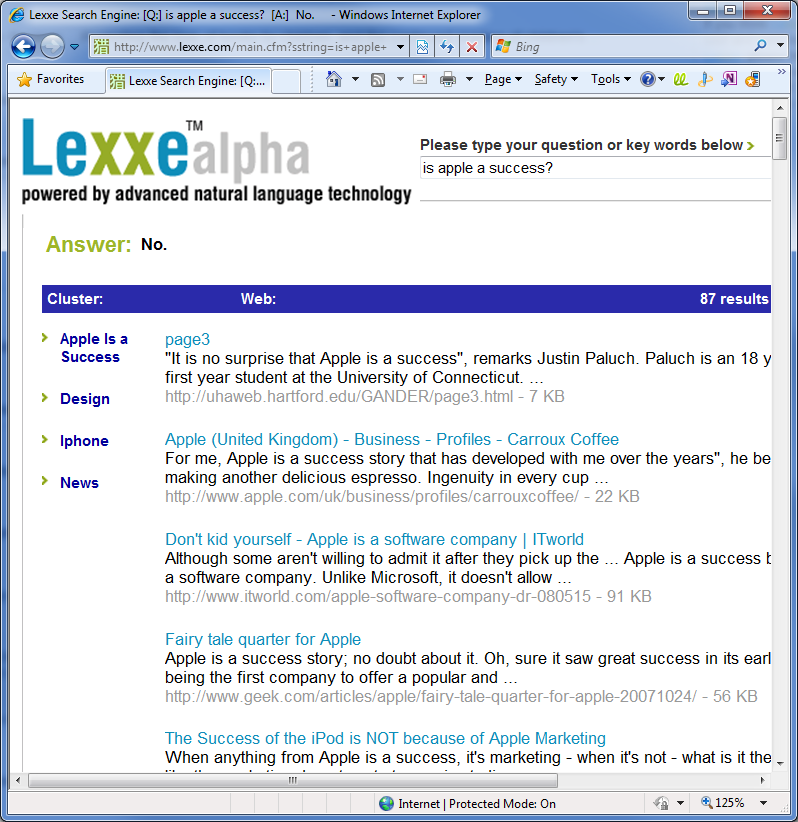 Lexxe Search Engine: [Q:] is apple a success? [A:] No. - Windows Internet Explorer
http://www.lexxe.com/main.cfm?sstring=is+apple+
Bing
Favorites
Lexxe Search Engine: [Q:...
Page
Safety
Tools
Lexxe™alpha
powered by advanced natural language technology
Please type your question or key words below
is apple a success?
Answer: No.
Cluster: Web: 87 results
Apple Is a
Success
Design
Iphone
News
page3
"It is no surprise that Apple is a success", remarks Justin Paluch. Paluch is an 18 y
first year student at the University of Connecticut. ...
http://uhaweb.hartford.edu/GANDER/page3.html - 7 KB
Apple (United Kingdom) - Business - Profiles - Carroux Coffee
For me, Apple is a success story that has developed with me over the years", he be
making another delicious espresso. Ingenuity in every cup ...
http://www.apple.com/uk/business/profiles/carrouxcoffee/ - 22 KB
Don't kid yourself - Apple is a software company | ITworld
Although some aren't willing to admit it after they pick up the ... Apple is a success b
a software company. Unlike Microsoft, it doesn't allow ...
http://www.itworld.com/apple-software-company-dr-080515 - 91 KB
Fairy tale quarter for Apple
Apple is a success story; no doubt about it. Oh, sure it saw great success in its earl
being the first company to offer a popular and ...
http://www.geek.com/articles/apple/fairy-tale-quarter-for-apple-20071024/ - 56 KB
The Success of the iPod is NOT because of Apple Marketing
When anything from Apple is a success, it's marketing - when it's not - what is it the
Internet | Protected Mode: On
125%